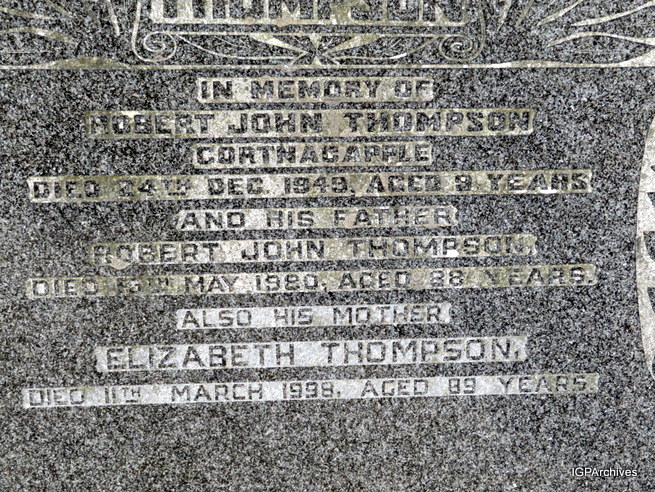 THOMPSON
IN MEMORY OF
ROBERT JOHN THOMPSON
CORTNAGAPPLE
DIED 24TH DEC. 1949, AGED 9 YEARS
AND HIS FATHER
ROBERT JOHN THOMPSON,
DIED MAY 1980, AGED 88 YEARS.
ALSO HIS MOTHER
ELIZABETH THOMPSON,
DIED 11TH MARCH 1998, AGED 89 YEARS.
IGPArchives